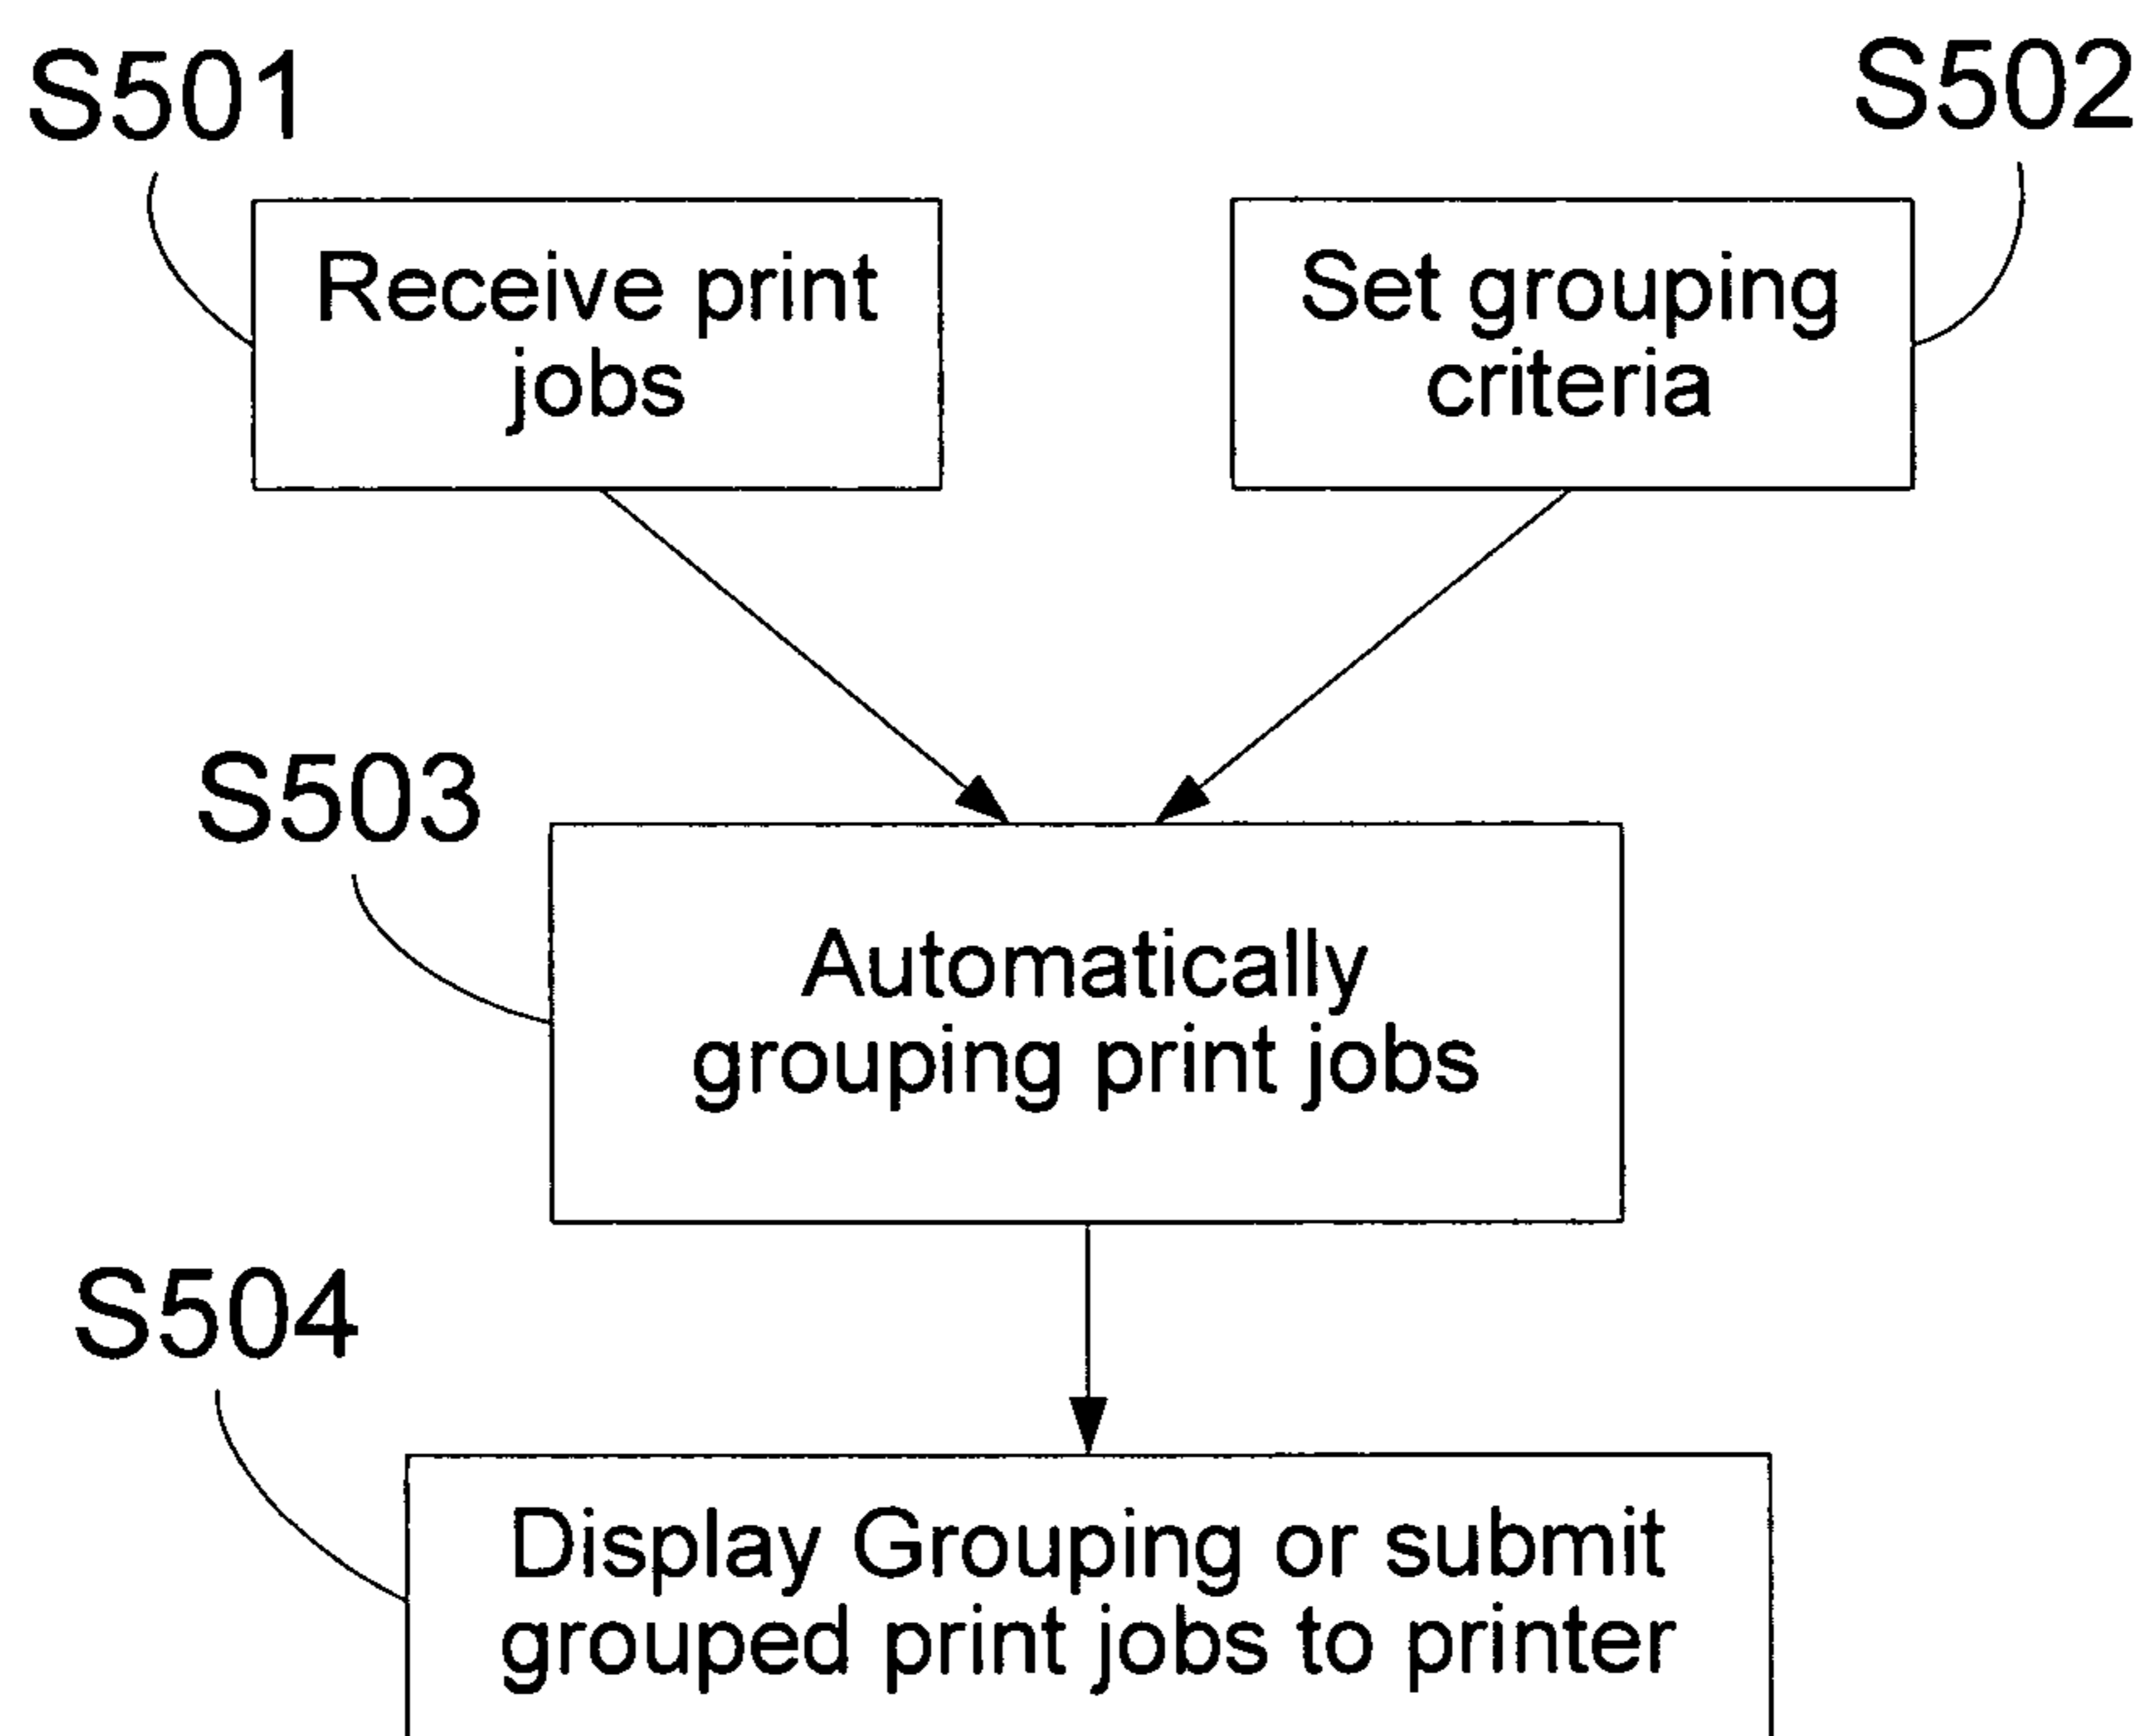 S501
S502
Receive print
jobs
Set grouping
criteria
S503
Automatically
grouping print jobs
S504
Display Grouping or submit
grouped print jobs to printer